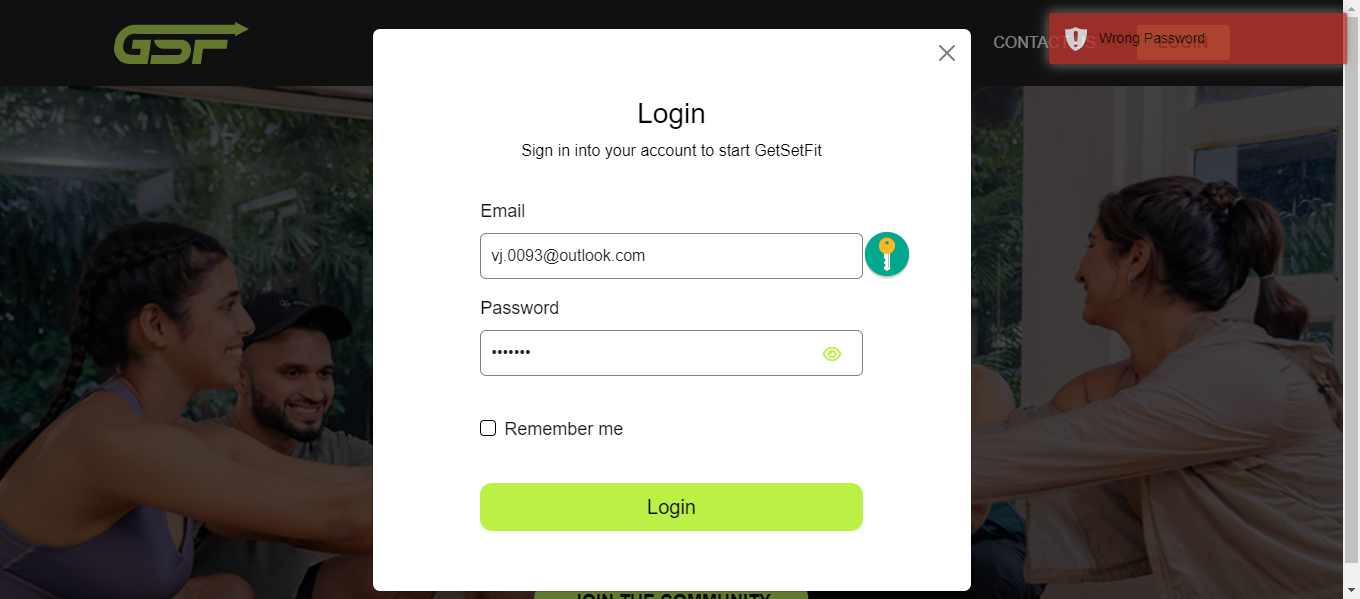 GSF
CONTACT US
LOGIN
Wrong Password
Login
Sign in into your account to start GetSetFit
Email
vj.0093@outlook.com
Password
•••••••
Remember me
Login
JOIN THE COMMUNITY